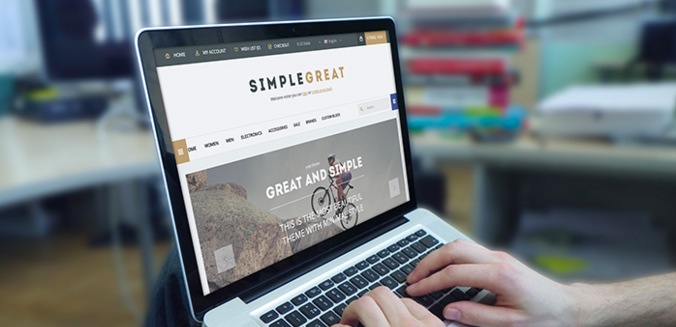 HOME MY ACCOUNT WISH LIST (0) CHECKOUT
SIMPLEGREAT
HOME WOMEN MEN ELECTRONICS ACCESSORIES SALE BRANDS CUSTOM BLOCK
GREAT AND SIMPLE
THIS IS THE MOST BEAUTIFUL
THEME WITH MINIMAL STYLE